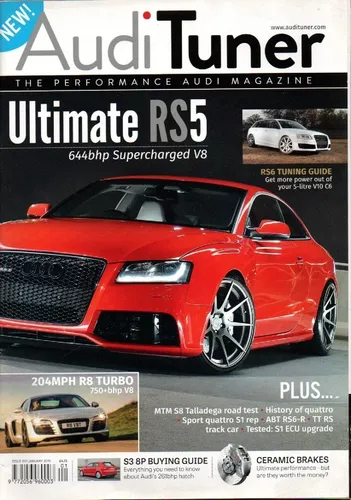 NEW!
www.audituner.com
Audi Tuner
THE PERFORMANCE AUDI MAGAZINE
Ultimate RS5
644bhp Supercharged V8
RS6 TUNING GUIDE
Get more power out of
your 5-litre V10 C6
204MPH R8 TURBO
750+bhp V8
PLUS...
MTM S8 Talladega road test • History of quattro
• Sport quattro S1 rep • ABT RS6-R • TT RS
track car • Tested: S1 ECU upgrade
S3 8P BUYING GUIDE
Everything you need to know
about Audi's 201bhp hatch
CERAMIC BRAKES
Ultimate performance - but
are they worth the money?
01
9772056960003